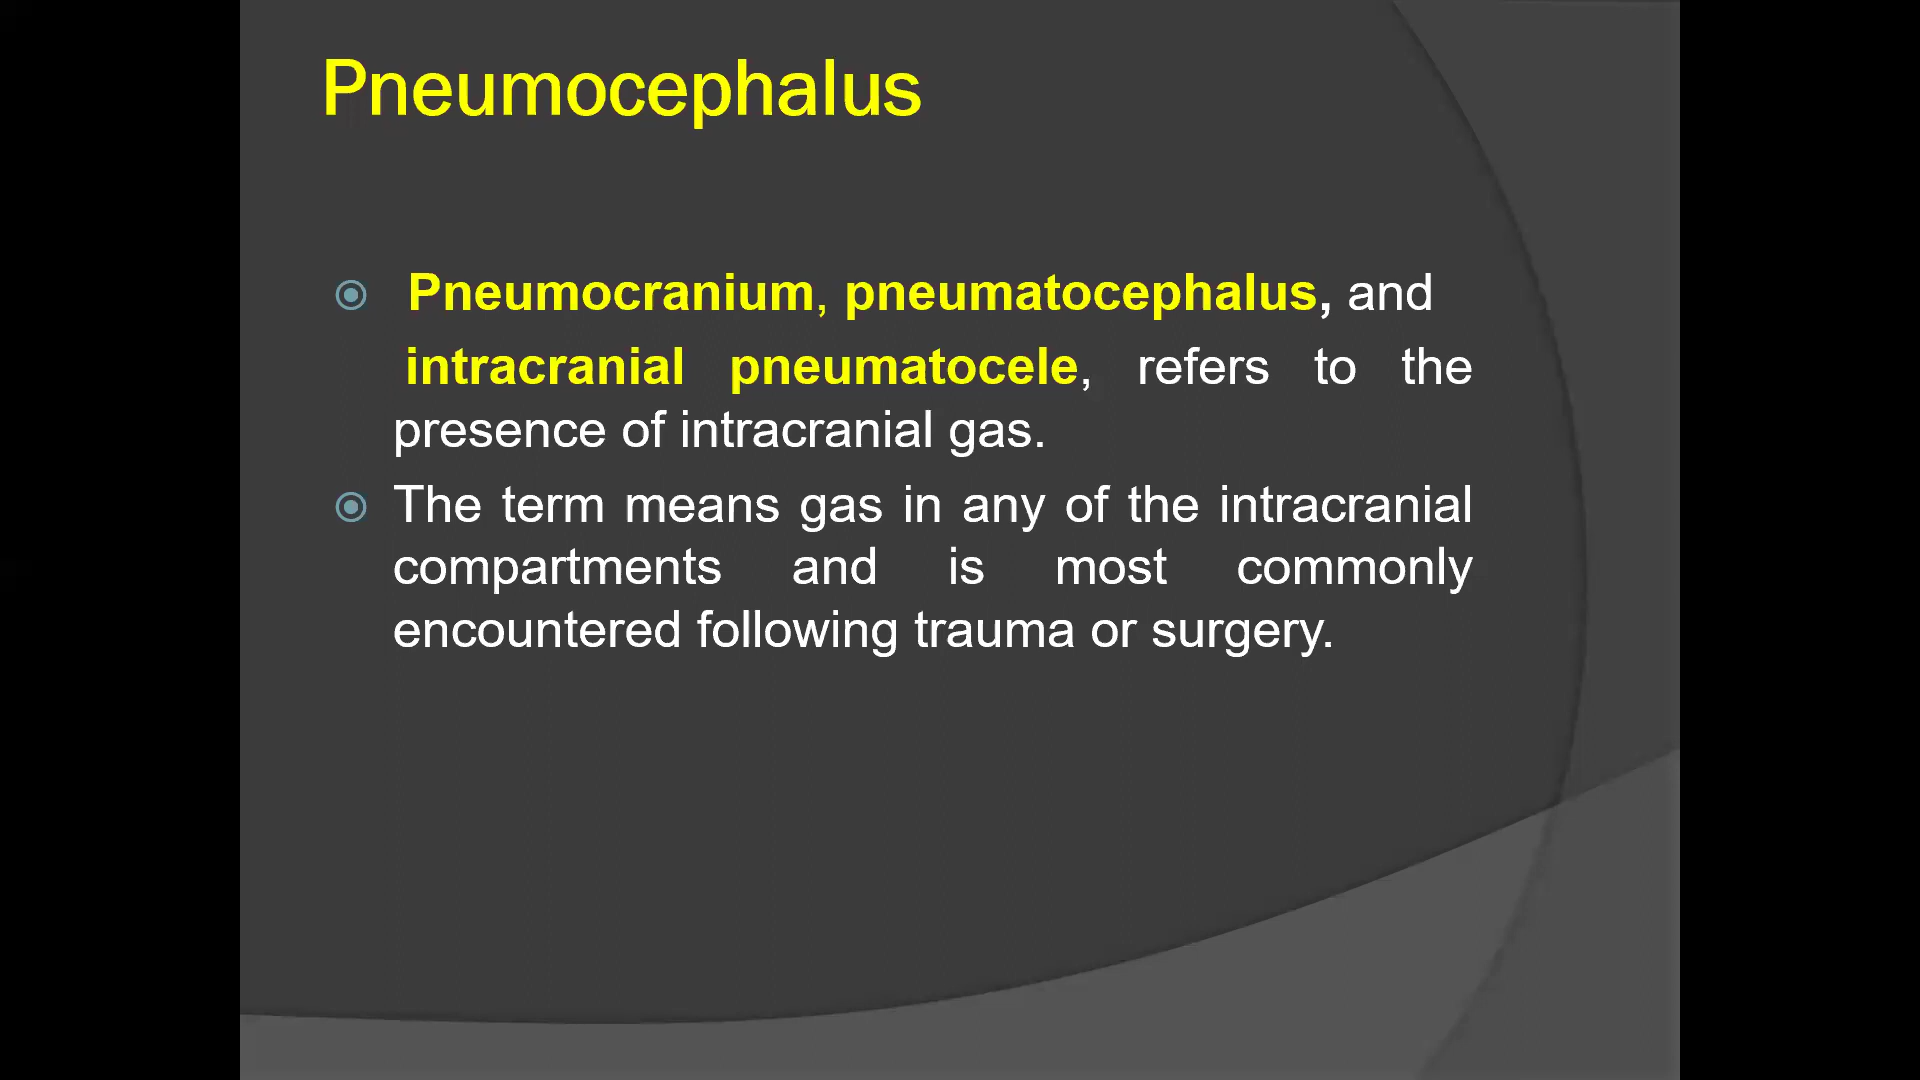 Pneumocephalus
Pneumocranium, pneumatocephalus, and
intracranial pneumatocele, refers to the
presence of intracranial gas.
The term means gas in any of the intracranial
compartments and is most commonly
encountered following trauma or surgery.